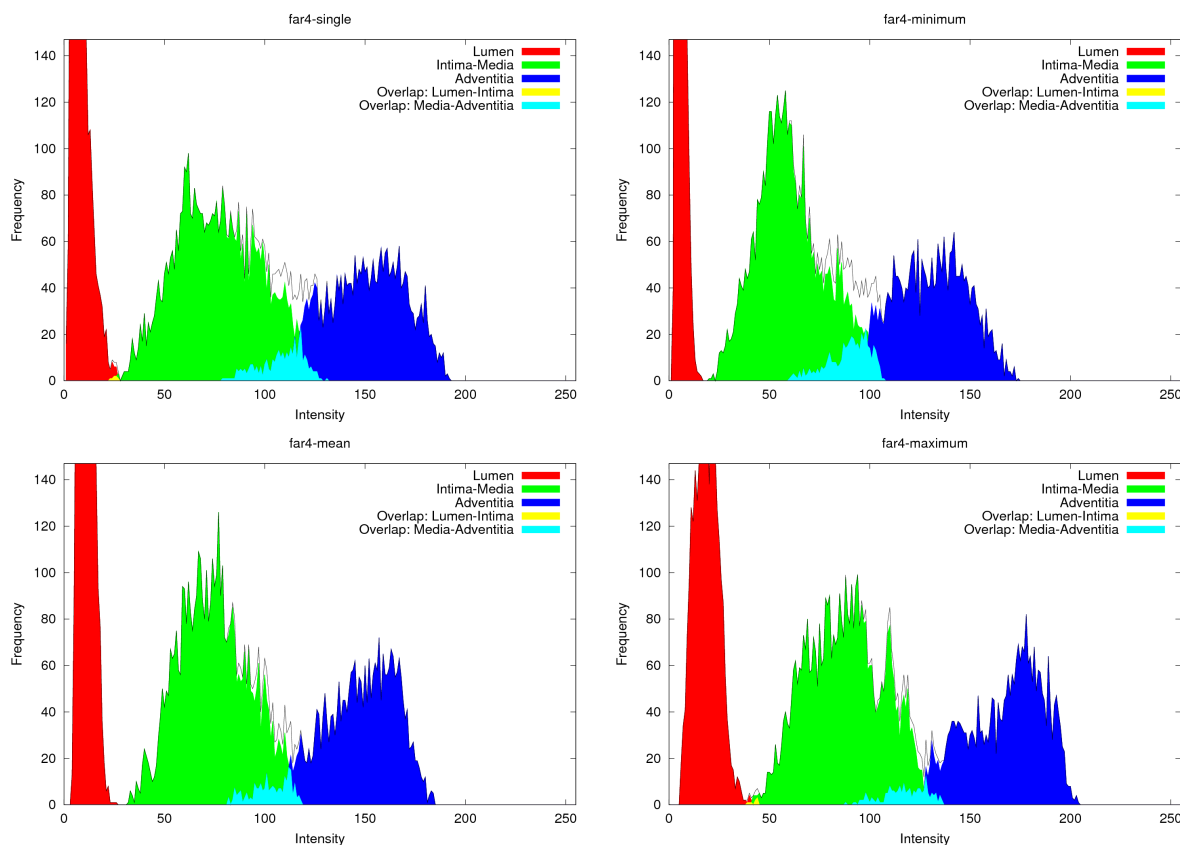 far4-single
140
120
100
80
60
40
20
0
Frequency
Lumen
Intima-Media
Adventitia
Overlap: Lumen-Intima
Overlap: Media-Adventitia
0 50 100 150 200 250
Intensity
far4-minimum
140
120
100
80
60
40
20
0
Frequency
Lumen
Intima-Media
Adventitia
Overlap: Lumen-Intima
Overlap: Media-Adventitia
0 50 100 150 200 250
Intensity
far4-mean
140
120
100
80
60
40
20
0
Frequency
Lumen
Intima-Media
Adventitia
Overlap: Lumen-Intima
Overlap: Media-Adventitia
0 50 100 150 200 250
Intensity
far4-maximum
140
120
100
80
60
40
20
0
Frequency
Lumen
Intima-Media
Adventitia
Overlap: Lumen-Intima
Overlap: Media-Adventitia
0 50 100 150 200 250
Intensity